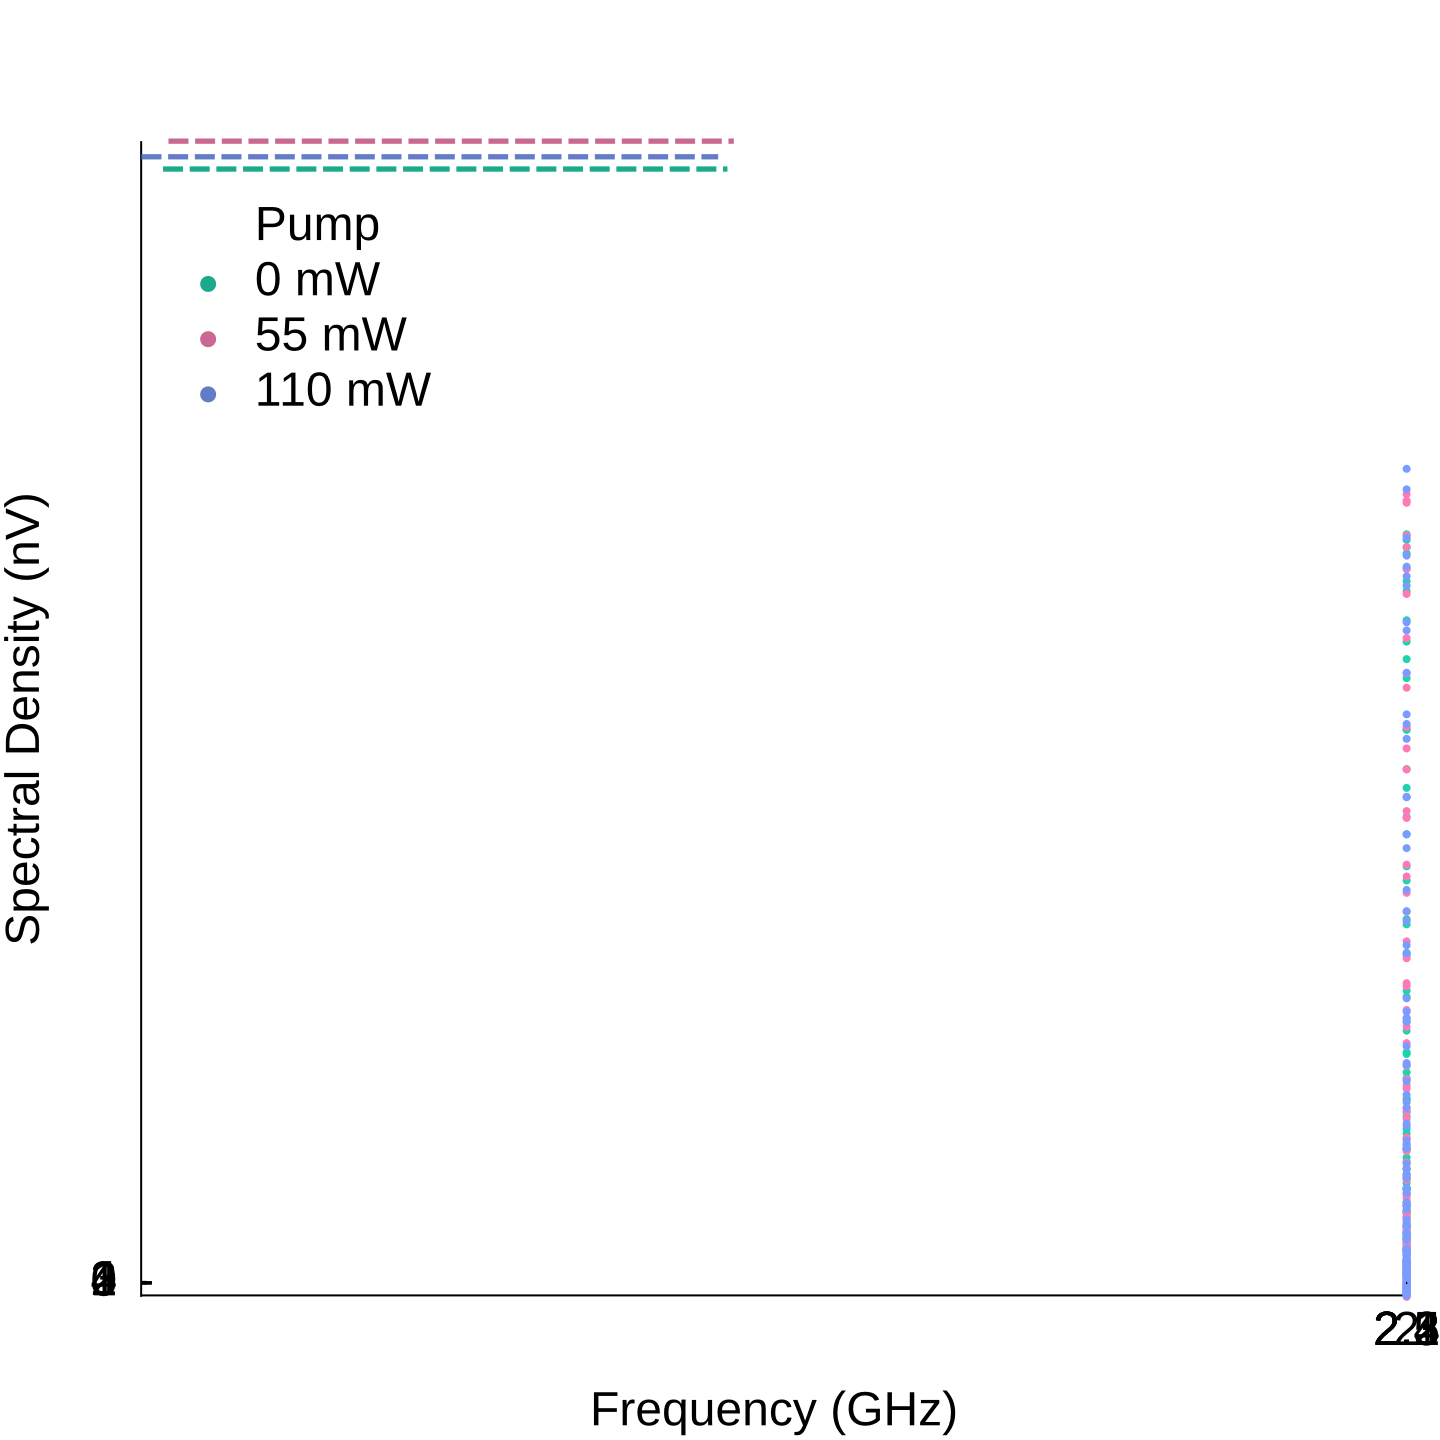 Pump
0 mW
55 mW
110 mW
Spectral Density (nV)
Frequency (GHz)